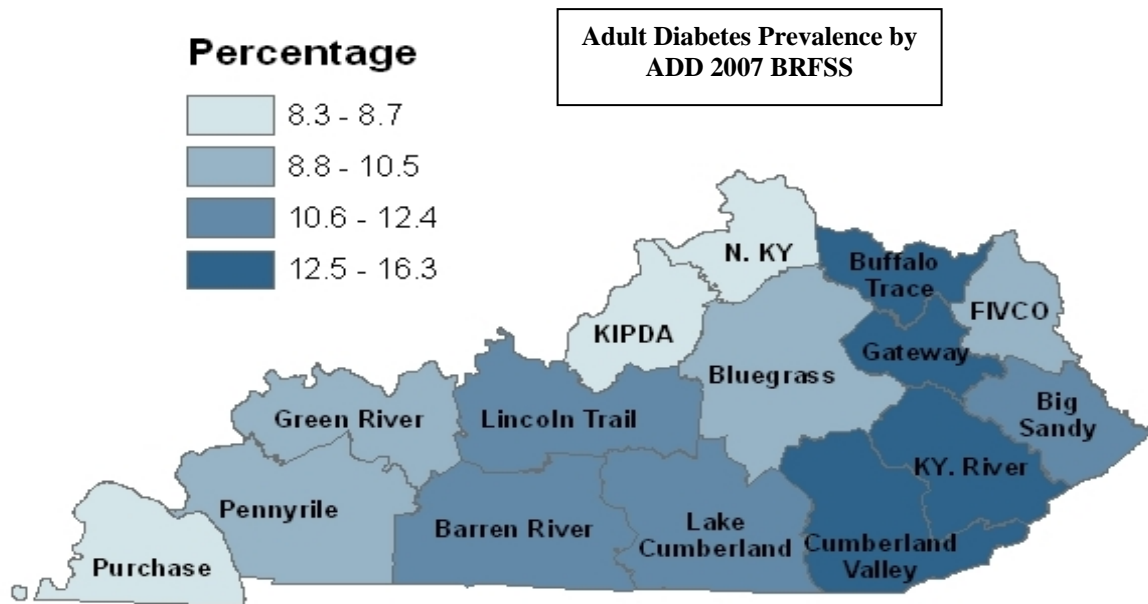 Adult Diabetes Prevalence by
ADD 2007 BRFSS
Percentage
8.3 - 8.7
8.8 - 10.5
10.6 - 12.4
12.5 - 16.3
N. KY
Buffalo
Trace
FIVCO
KIPDA
Gateway
Bluegrass
Green River
Lincoln Trail
Big
Sandy
KY. River
Pennyrile
Barren River
Lake
Cumberland
Cumberland
Valley
Purchase